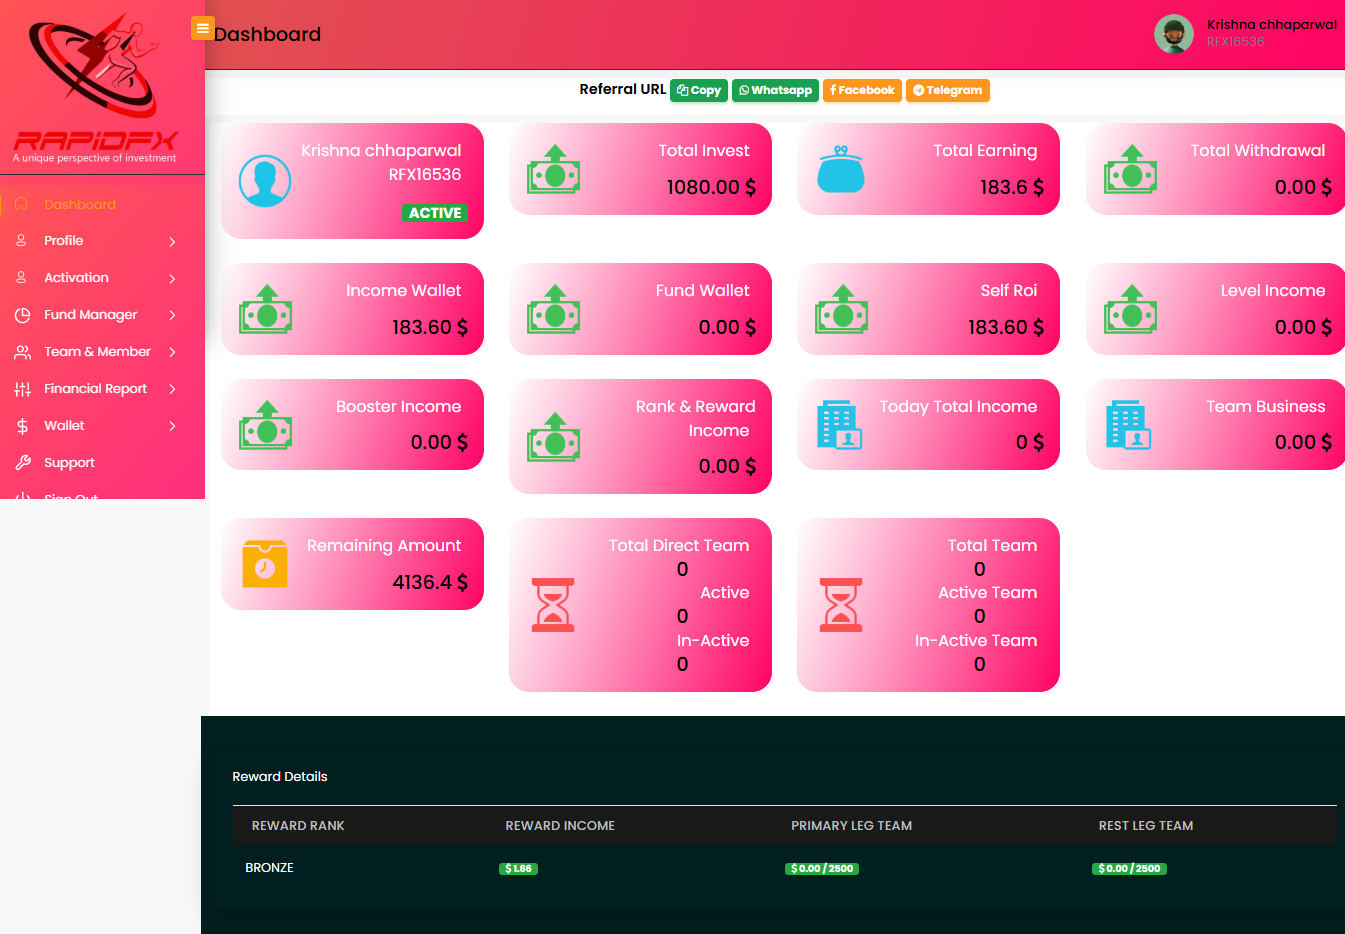 Dashboard
Krishna chhaparwal
RFX16536
RAPIDFX
A unique perspective of investment
Referral URL Copy Whatsapp Facebook Telegram
Dashboard
Profile
Activation
Fund Manager
Team & Member
Financial Report
Wallet
Support
Sign Out
Krishna chhaparwal
RFX16536
ACTIVE
Total Invest
1080.00 $
Total Earning
183.6 $
Total Withdrawal
0.00 $
Income Wallet
183.60 $
Fund Wallet
0.00 $
Self Roi
183.60 $
Level Income
0.00 $
Booster Income
0.00 $
Rank & Reward
Income
0.00 $
Today Total Income
0 $
Team Business
0.00 $
Remaining Amount
4136.4 $
Total Direct Team
0
Active
0
In-Active
0
Total Team
0
Active Team
0
In-Active Team
0
Reward Details
REWARD RANK REWARD INCOME PRIMARY LEG TEAM REST LEG TEAM
BRONZE $ 1.66 $ 0.00 / 2500 $ 0.00 / 2500